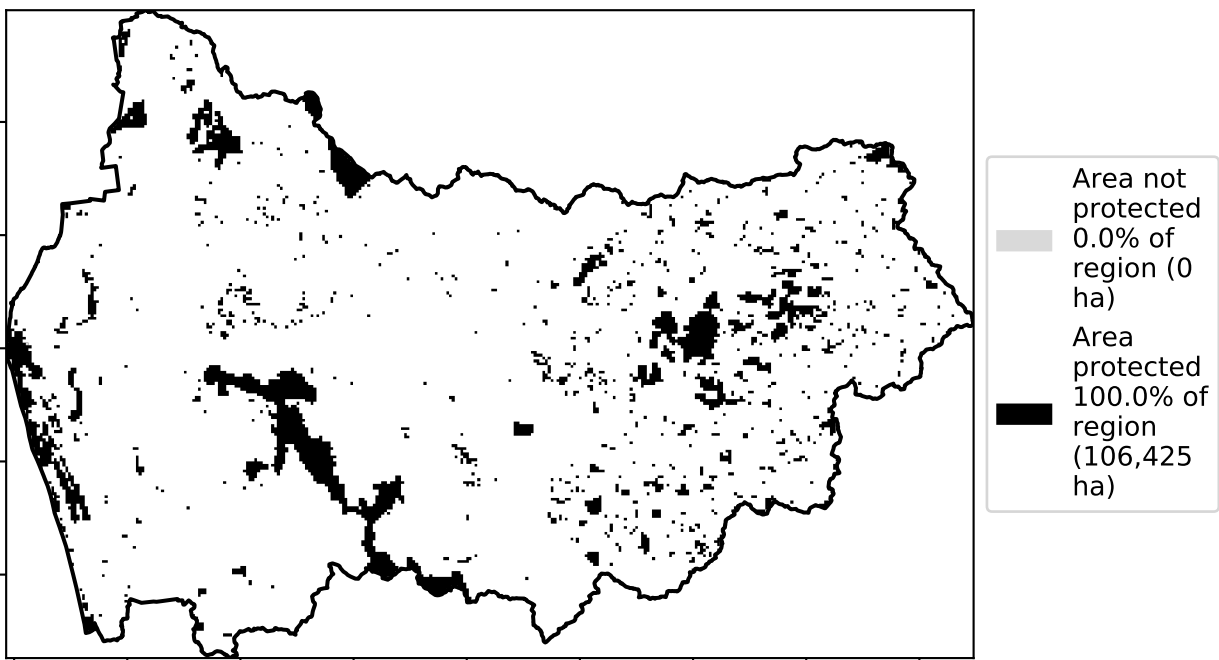 Area not
protected
0.0% of
region (0
ha)
Area
protected
100.0% of
region
(106,425
ha)